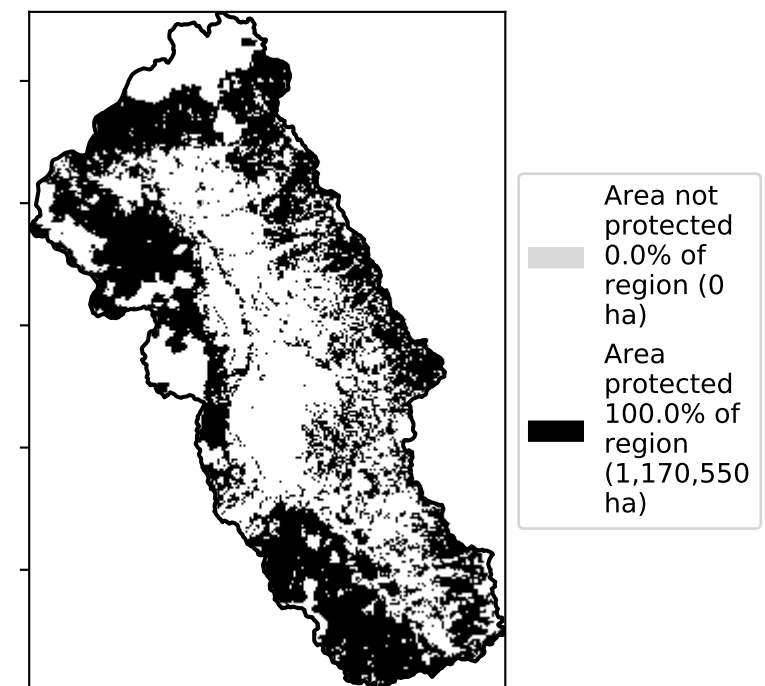 Area not
protected
0.0% of
region (0
ha)
Area
protected
100.0% of
region
(1,170,550
ha)